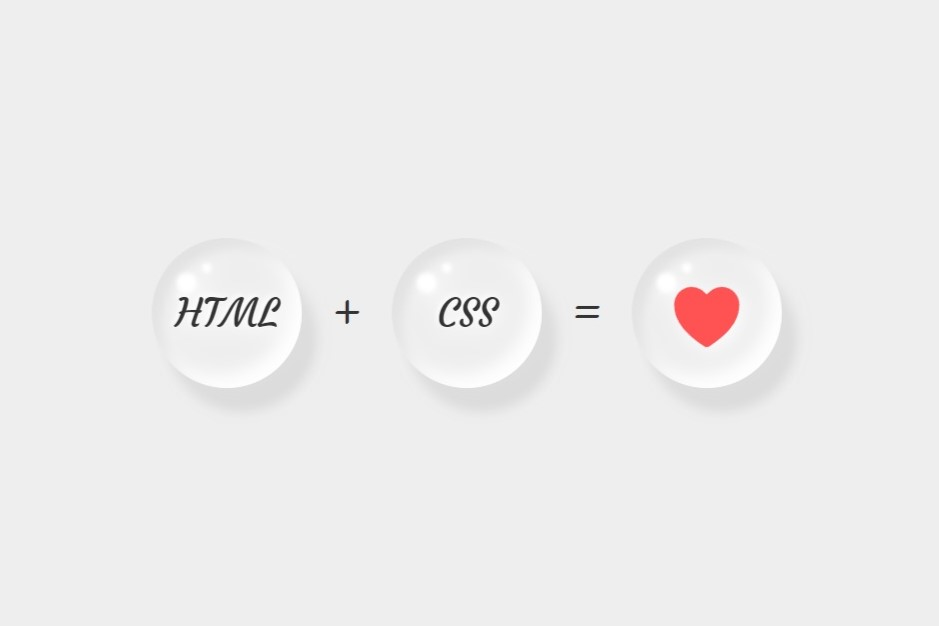 HTML + CSS =